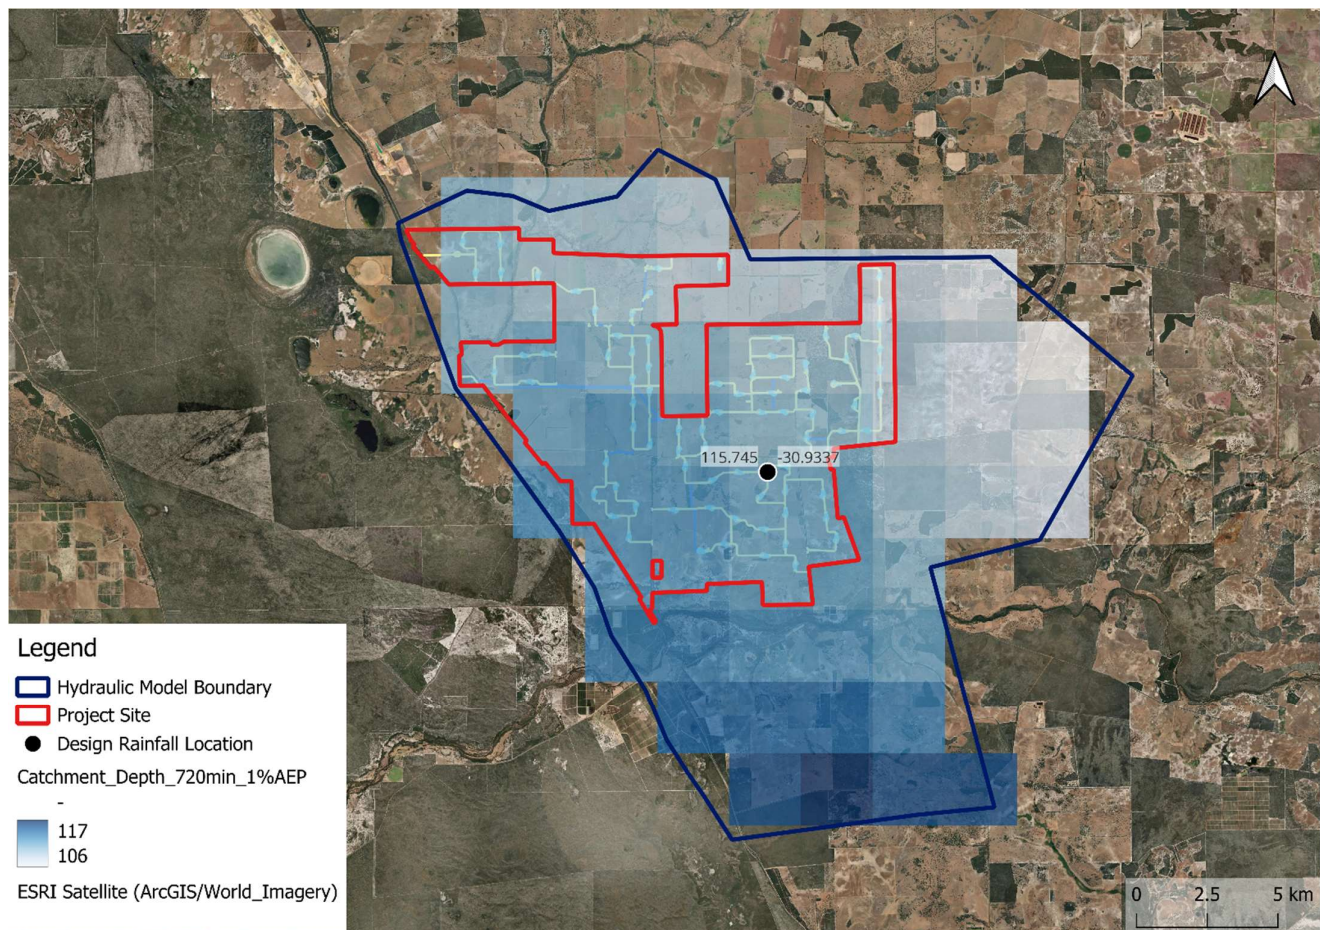 115.745 -30.9337
Legend
Hydraulic Model Boundary
Project Site
Design Rainfall Location
Catchment_Depth_720min_1%AEP
-
117
106
ESRI Satellite (ArcGIS/World_Imagery)
0 2.5 5 km